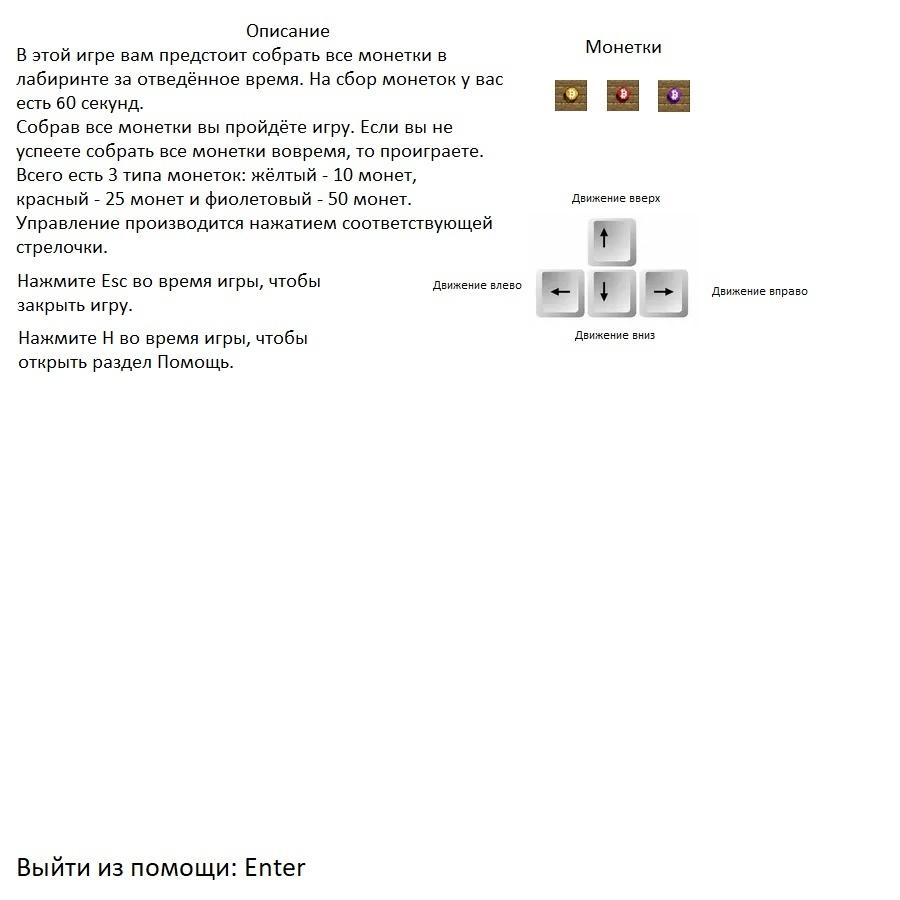 Описание
В этой игре вам предстоит собрать все монетки в
лабиринте за отведённое время. На сбор монеток у вас
есть 60 секунд.
Собрав все монетки вы пройдёте игру. Если вы не
успеете собрать все монетки вовремя, то проиграете.
Всего есть 3 типа монеток: жёлтый - 10 монет,
красный - 25 монет и фиолетовый - 50 монет.
Управление производится нажатием соответствующей
стрелочки.
Нажмите Esc во время игры, чтобы
закрыть игру.
Нажмите H во время игры, чтобы
открыть раздел Помощь.
Монетки
Движение вверх
Движение влево
Движение вправо
Движение вниз
Выйти из помощи: Enter